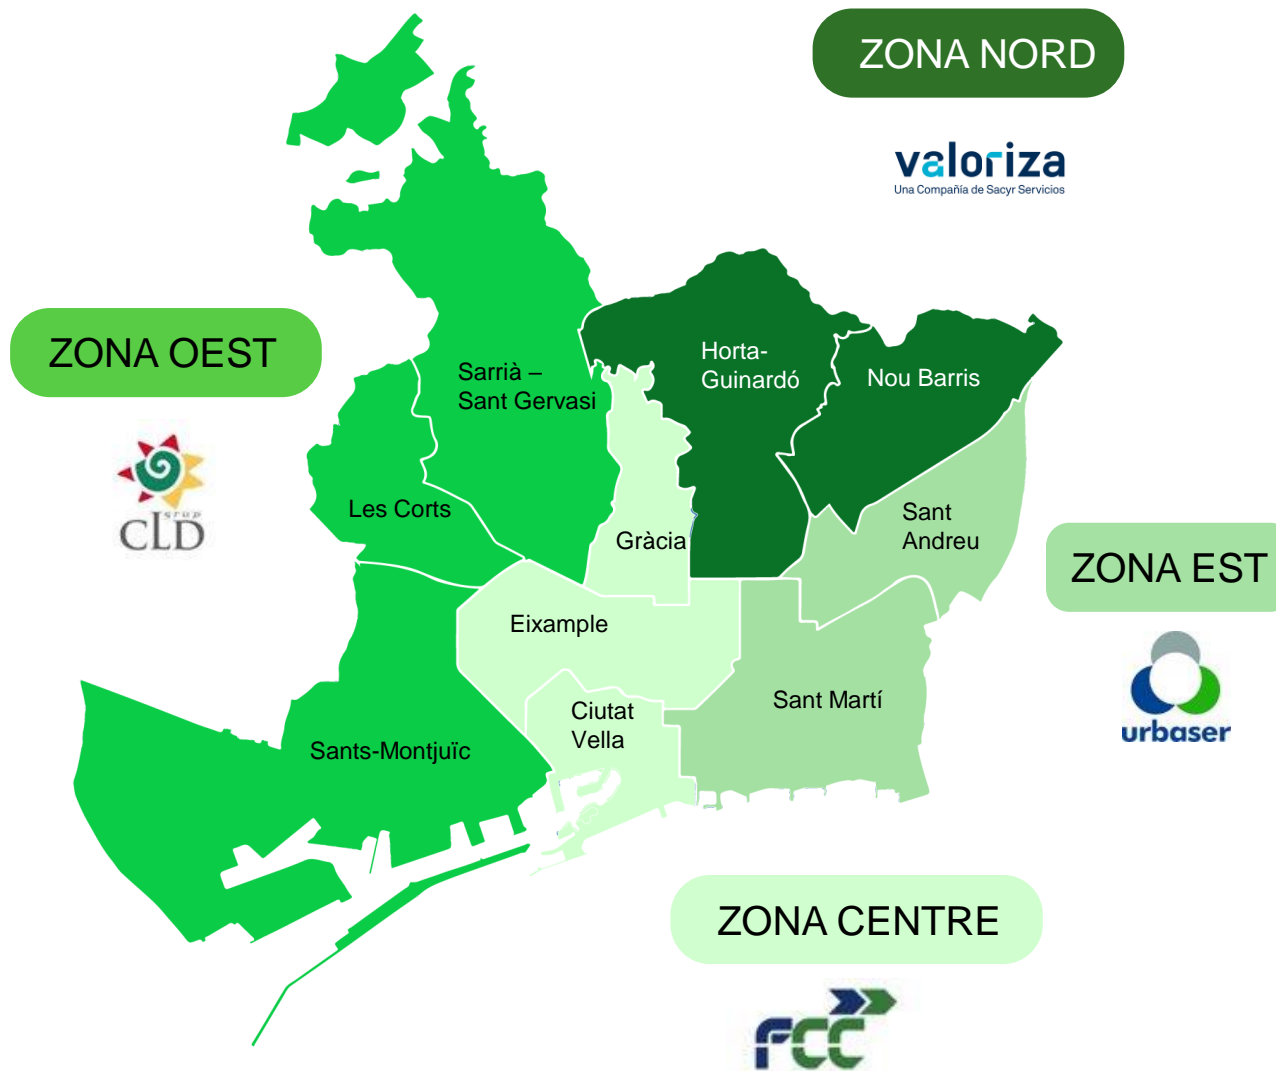 ZONA NORD
valoriza
Una Compañía de Sacyr Servicios
ZONA OEST
grup
CLD
Sarrià –
Sant Gervasi
Horta-
Guinardó
Nou Barris
Les Corts
Gràcia
Sant
Andreu
ZONA EST
urbaser
Eixample
Ciutat
Vella
Sant Martí
Sants-Montjuïc
ZONA CENTRE
FCC